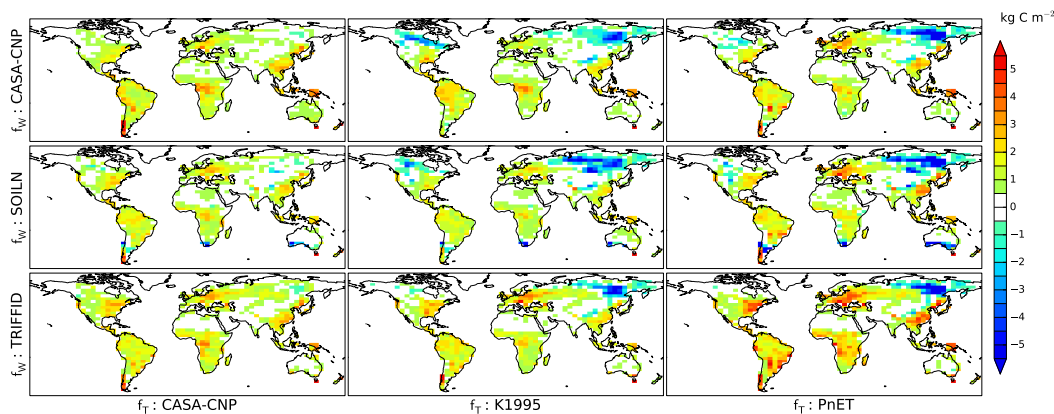 kg C m⁻²
f_W : CASA-CNP
f_W : SOILN
f_W : TRIFFID
5
4
3
2
1
0
−1
−2
−3
−4
−5
f_T : CASA-CNP
f_T : K1995
f_T : PnET